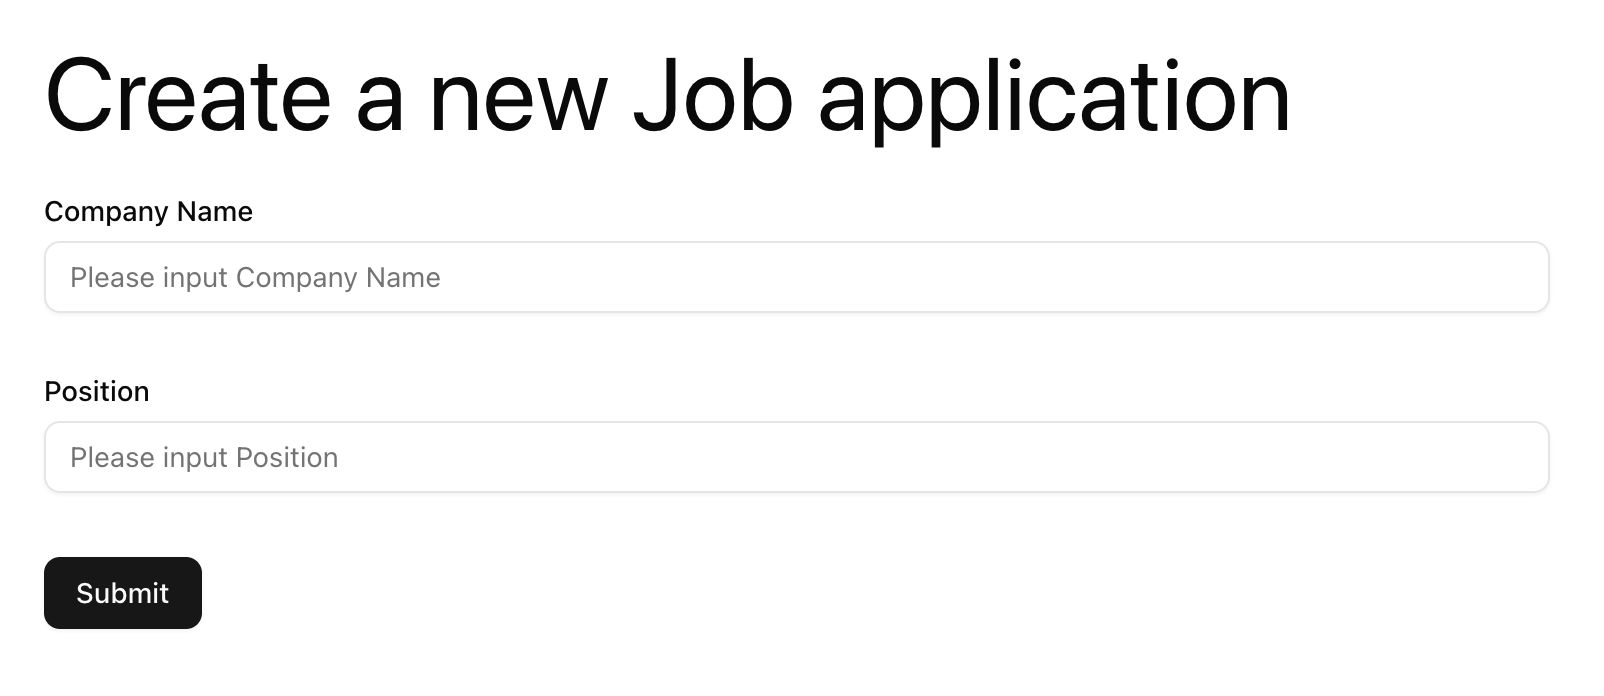 Create a new Job application
Company Name
Please input Company Name
Position
Please input Position
Submit